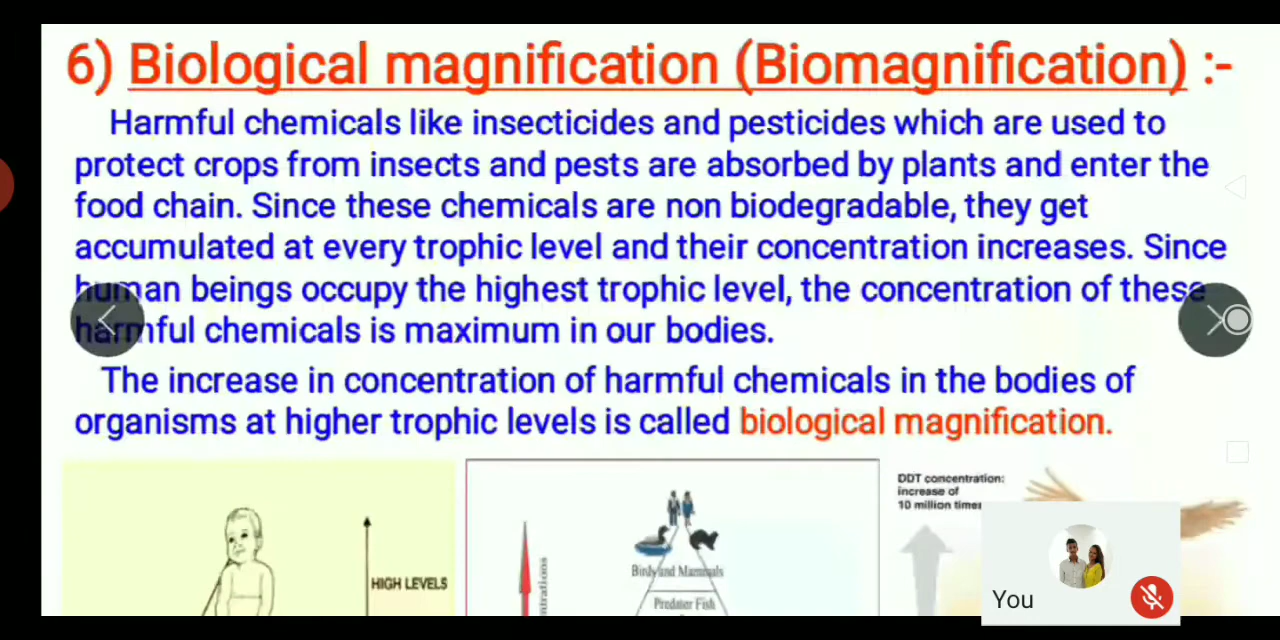 6) Biological magnification (Biomagnification) :-
Harmful chemicals like insecticides and pesticides which are used to
protect crops from insects and pests are absorbed by plants and enter the
food chain. Since these chemicals are non biodegradable, they get
accumulated at every trophic level and their concentration increases. Since
human beings occupy the highest trophic level, the concentration of these
harmful chemicals is maximum in our bodies.
The increase in concentration of harmful chemicals in the bodies of
organisms at higher trophic levels is called biological magnification.
HIGH LEVELS
Birds and Mammals
Predator Fish
DDT concentration:
increase of
10 million times
You